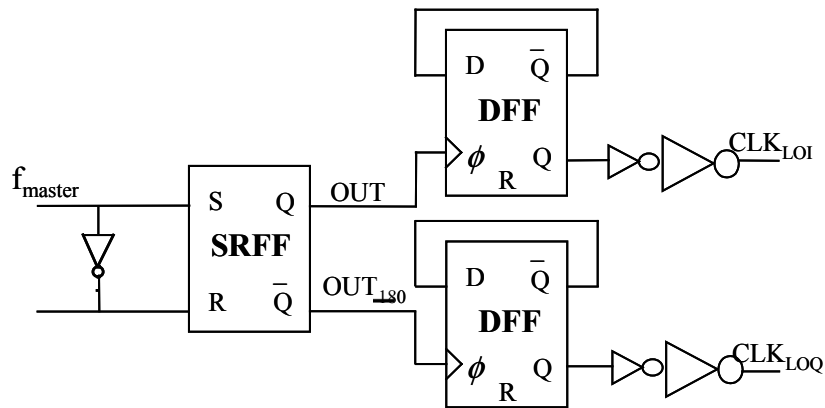 D Q̅
DFF
ϕ Q
R
CLK_LOI
f_master
S Q
SRFF
R Q̅
OUT
OUT_180
D Q̅
DFF
ϕ Q
R
CLK_LOQ